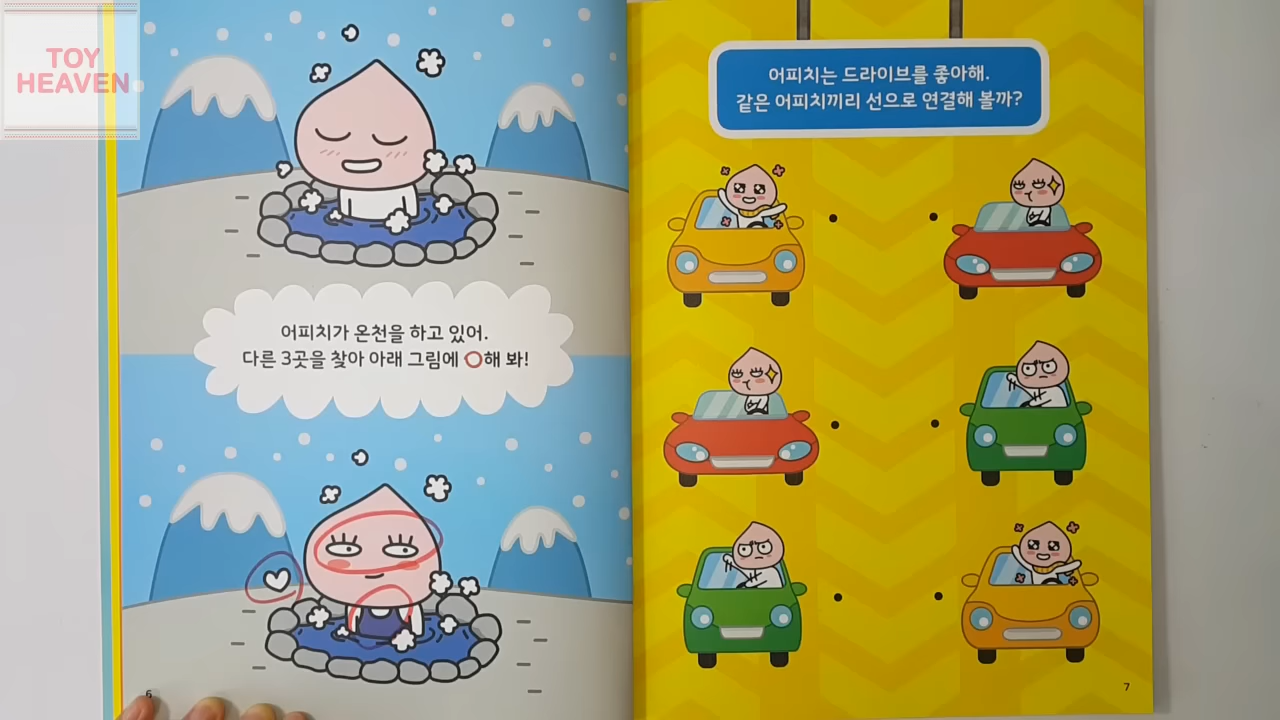 TOY
HEAVEN
어피치가 온천을 하고 있어.
다른 3곳을 찾아 아래 그림에 O해 봐!
6
어피치는 드라이브를 좋아해.
같은 어피치끼리 선으로 연결해 볼까?
7